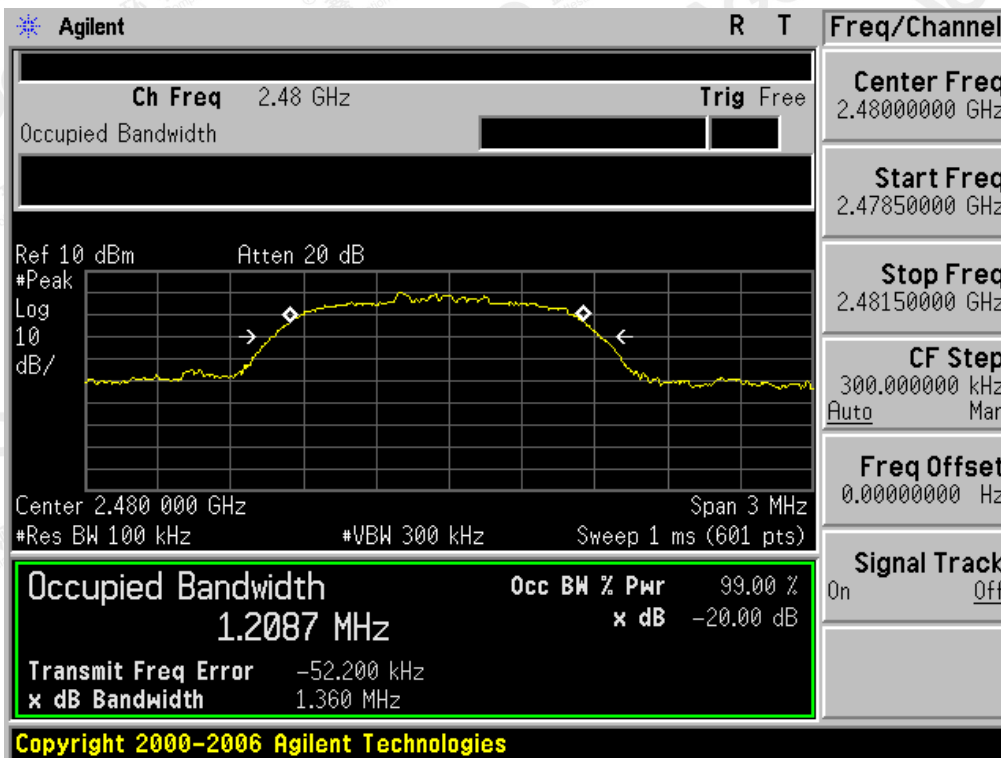 Agilent R T
Ch Freq 2.48 GHz Trig Free
Occupied Bandwidth
Ref 10 dBm Atten 20 dB
#Peak
Log
10
dB/
Center 2.480 000 GHz Span 3 MHz
#Res BW 100 kHz #VBW 300 kHz Sweep 1 ms (601 pts)
Occupied Bandwidth
1.2087 MHz
Occ BW % Pwr 99.00 %
x dB -20.00 dB
Transmit Freq Error -52.200 kHz
x dB Bandwidth 1.360 MHz
Copyright 2000-2006 Agilent Technologies
Freq/Channel
Center Freq
2.48000000 GHz
Start Freq
2.47850000 GHz
Stop Freq
2.48150000 GHz
CF Step
300.000000 kHz
Auto Man
Freq Offset
0.00000000 Hz
Signal Track
On Off